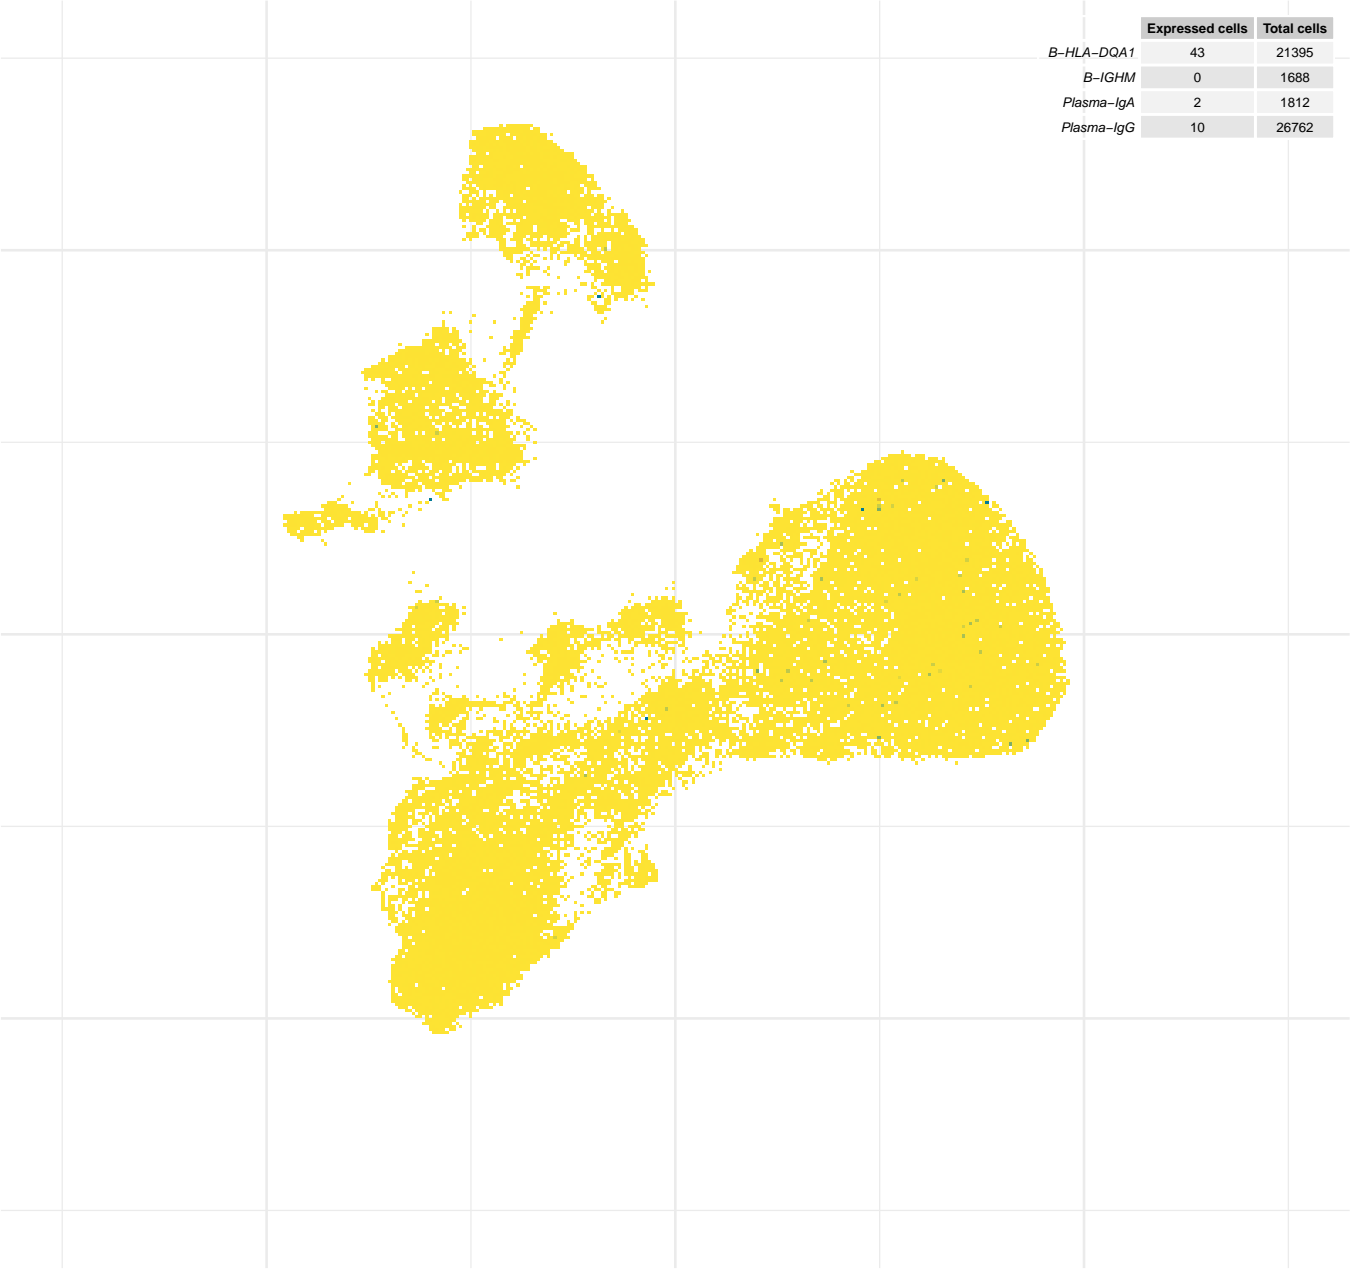 Expressed cells Total cells
B−HLA−DQA1 43 21395
B−IGHM 0 1688
Plasma−IgA 2 1812
Plasma−IgG 10 26762